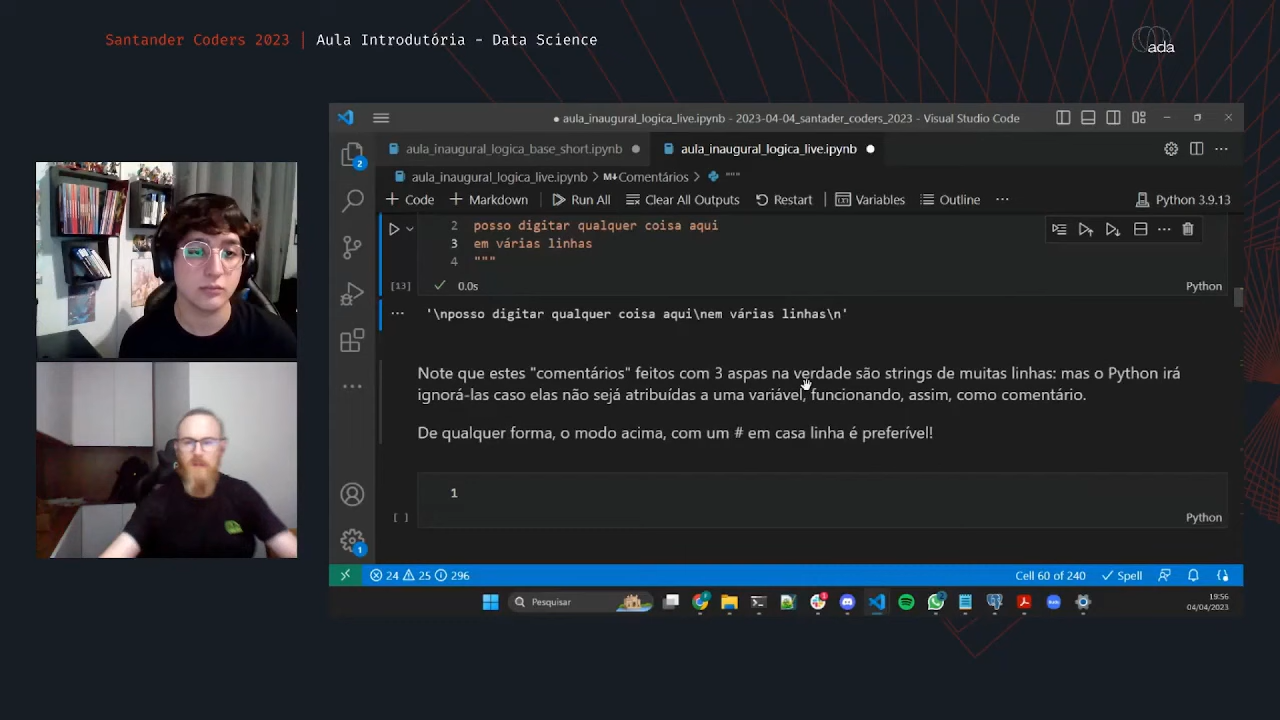 Santander Coders 2023 | Aula Introdutória - Data Science
ada
● aula_inaugural_logica_live.ipynb - 2023-04-04_santader_coders_2023 - Visual Studio Code
aula_inaugural_logica_base_short.ipynb ●
aula_inaugural_logica_live.ipynb ●
aula_inaugural_logica_live.ipynb > M↓Comentários > """
+ Code + Markdown Run All Clear All Outputs Restart Variables Outline ... Python 3.9.13
2 posso digitar qualquer coisa aqui
3 em várias linhas
4 """
[13] ✓ 0.0s Python
... '\nposso digitar qualquer coisa aqui\nem várias linhas\n'
Note que estes "comentários" feitos com 3 aspas na verdade são strings de muitas linhas: mas o Python irá
ignorá-las caso elas não sejá atribuídas a uma variável, funcionando, assim, como comentário.
De qualquer forma, o modo acima, com um # em casa linha é preferível!
1
[ ] Python
2
1
24 25 296 Cell 60 of 240 ✓ Spell
Pesquisar
19:56
04/04/2023